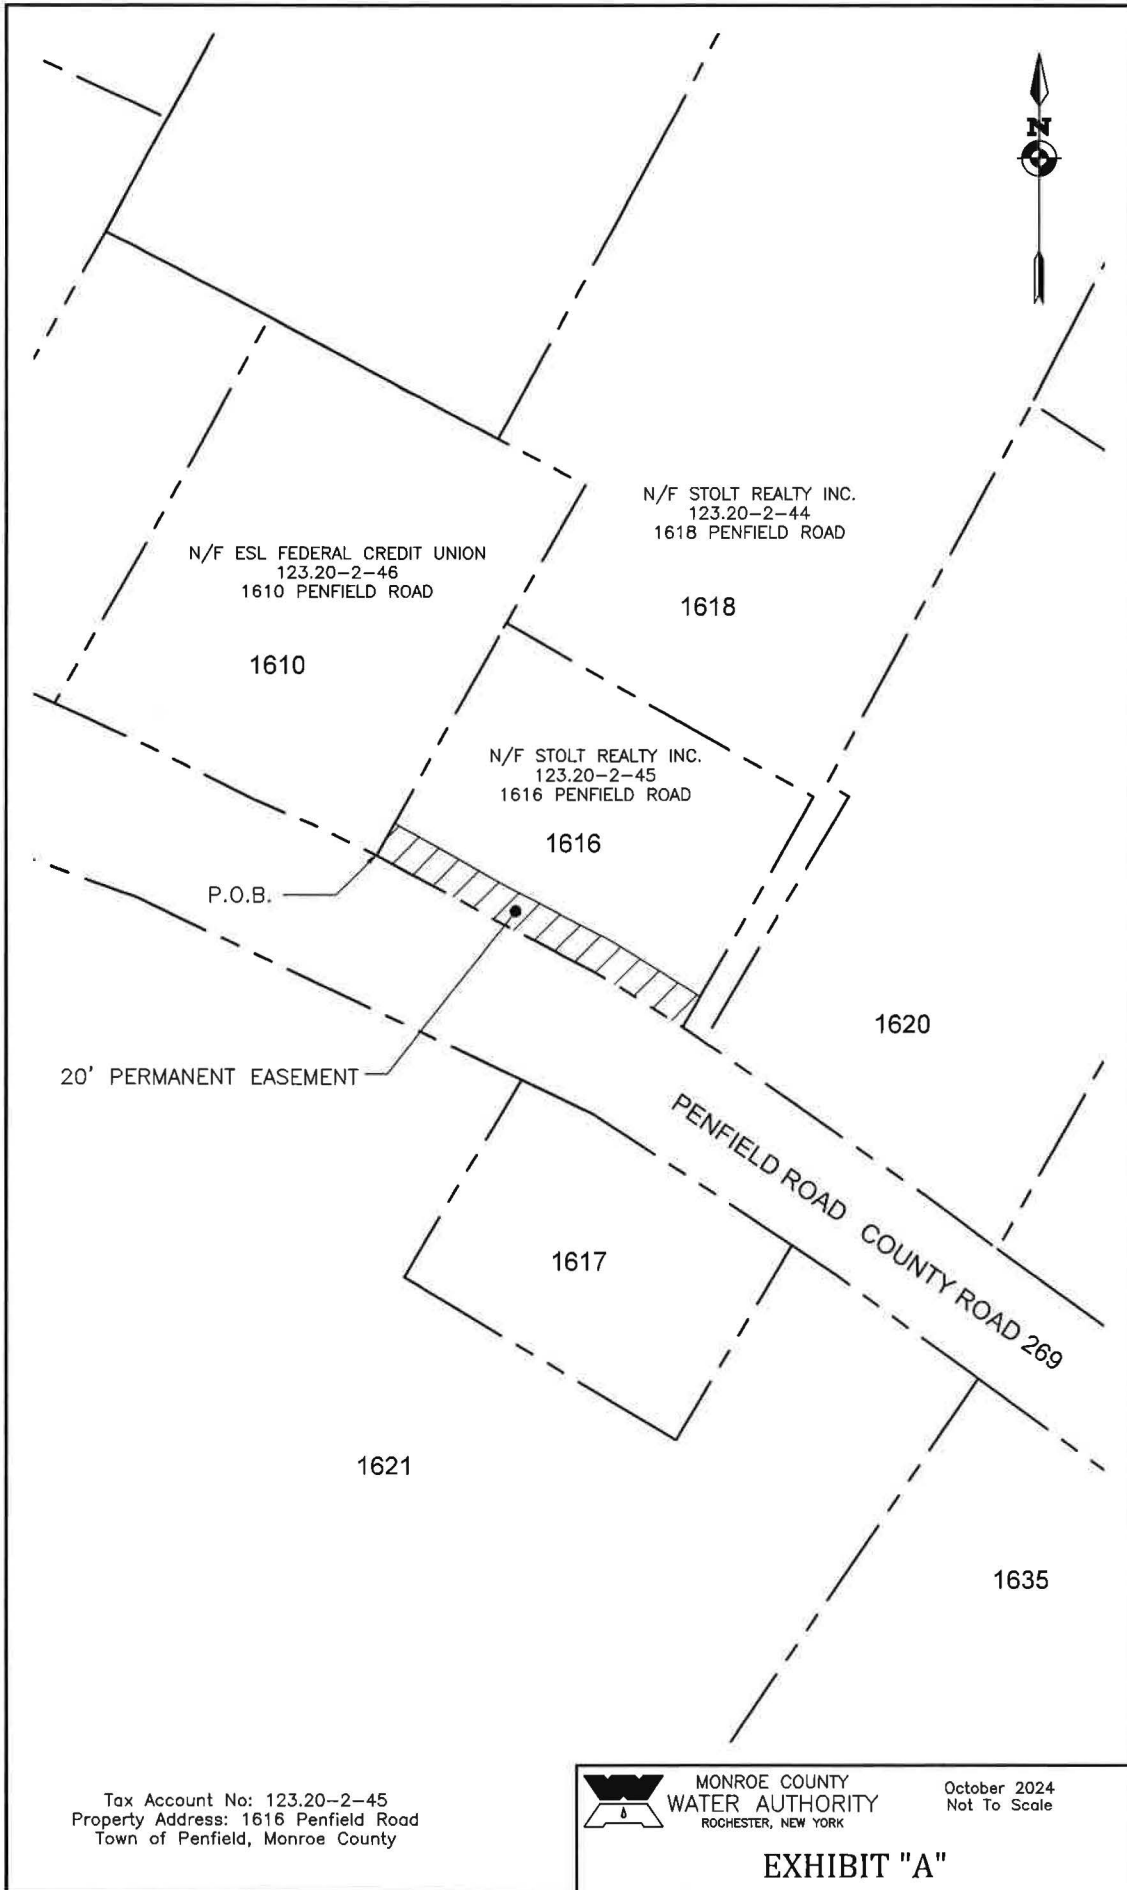 N
N/F STOLT REALTY INC.
123.20-2-44
1618 PENFIELD ROAD
1618
N/F ESL FEDERAL CREDIT UNION
123.20-2-46
1610 PENFIELD ROAD
1610
N/F STOLT REALTY INC.
123.20-2-45
1616 PENFIELD ROAD
1616
P.O.B.
1620
20' PERMANENT EASEMENT
PENFIELD ROAD COUNTY ROAD 269
1617
1621
1635
Tax Account No: 123.20-2-45
Property Address: 1616 Penfield Road
Town of Penfield, Monroe County
MONROE COUNTY
WATER AUTHORITY
ROCHESTER, NEW YORK
October 2024
Not To Scale
EXHIBIT "A"